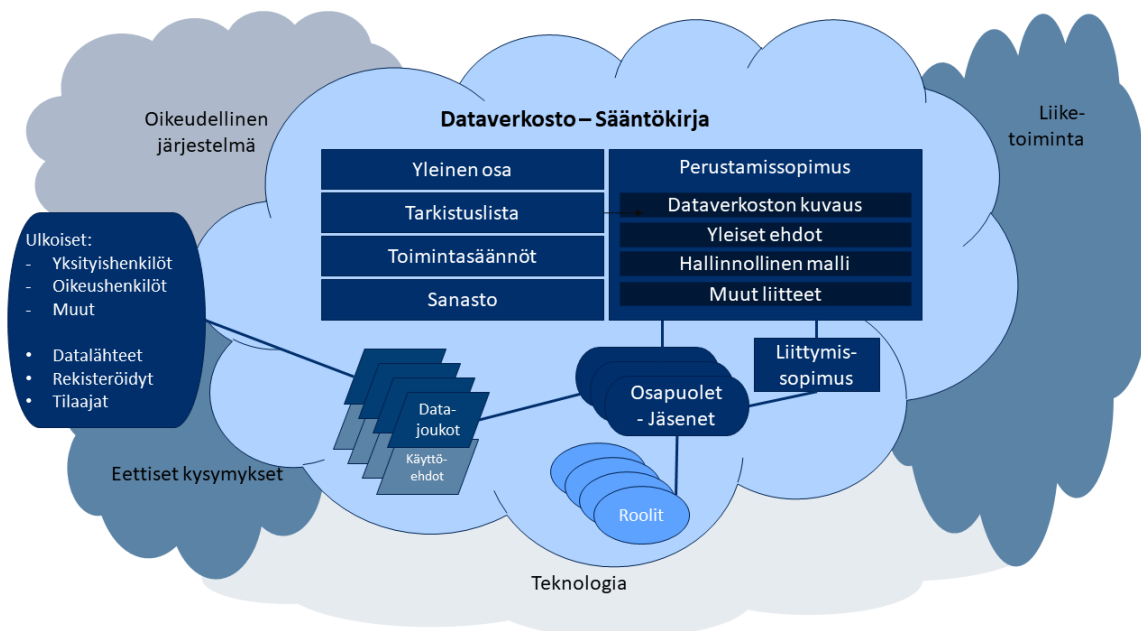 Oikeudellinen
järjestelmä
Dataverkosto – Sääntökirja
Liike-
toiminta
Yleinen osa
Tarkistuslista
Toimintasäännöt
Sanasto
Perustamissopimus
Dataverkoston kuvaus
Yleiset ehdot
Hallinnollinen malli
Muut liitteet
Ulkoiset:
- Yksityishenkilöt
- Oikeushenkilöt
- Muut
• Datalähteet
• Rekisteröidyt
• Tilaajat
Liittymis-
sopimus
Osapuolet
- Jäsenet
Data-
joukot
Käyttö-
ehdot
Eettiset kysymykset
Roolit
Teknologia